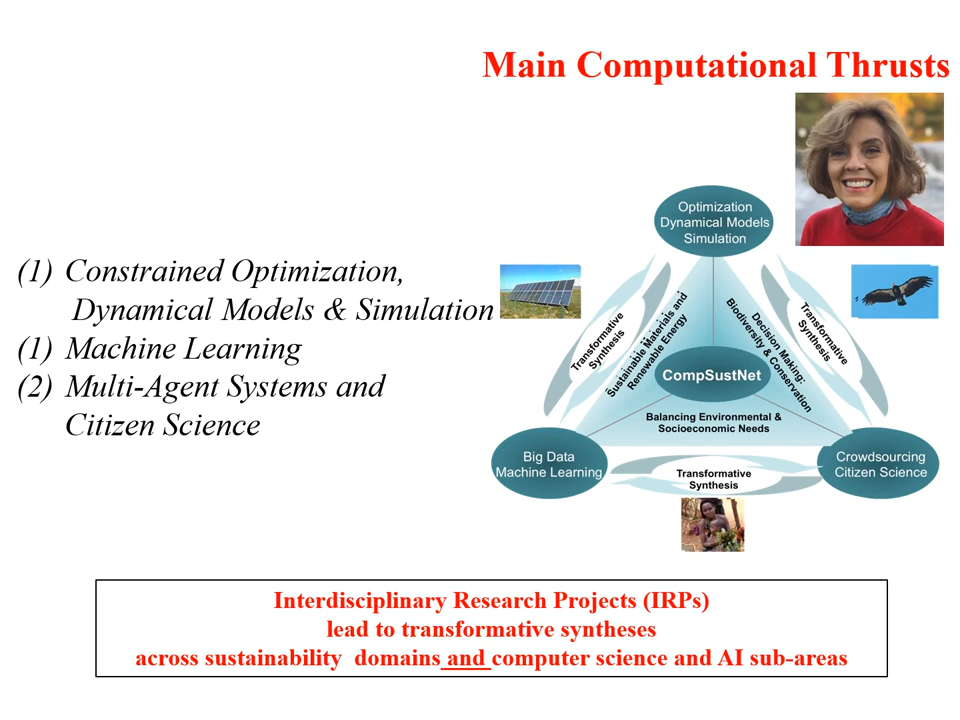 Main Computational Thrusts
(1) Constrained Optimization,
Dynamical Models & Simulation
(1) Machine Learning
(2) Multi-Agent Systems and
Citizen Science
Optimization
Dynamical Models
Simulation
Transformative
Synthesis
Sustainable Materials and
Renewable Energy
Decision Making:
Biodiversity & Conservation
Transformative
Synthesis
CompSustNet
Balancing Environmental &
Socioeconomic Needs
Big Data
Machine Learning
Transformative
Synthesis
Crowdsourcing
Citizen Science
Interdisciplinary Research Projects (IRPs)
lead to transformative syntheses
across sustainability domains and computer science and AI sub-areas